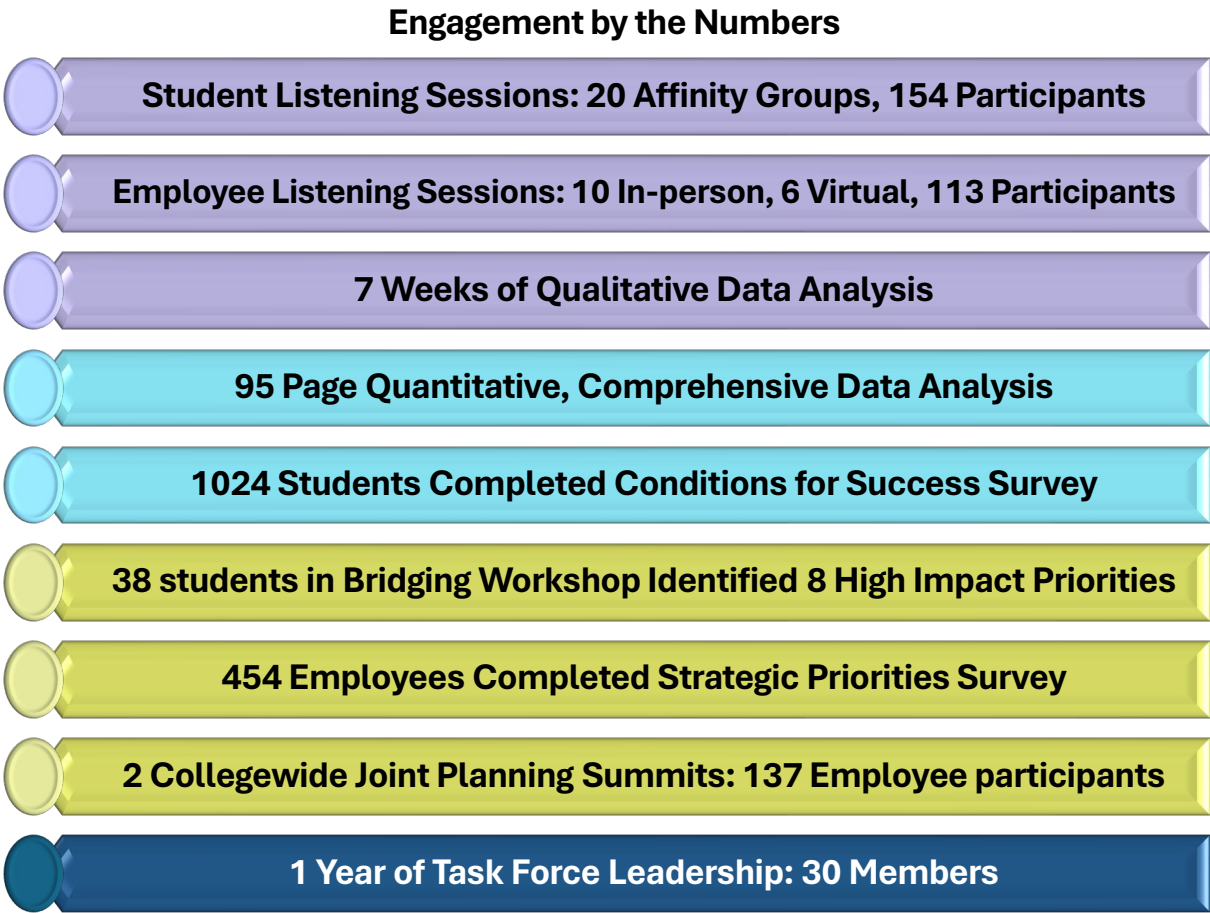 Engagement by the Numbers
Student Listening Sessions: 20 Affinity Groups, 154 Participants
Employee Listening Sessions: 10 In-person, 6 Virtual, 113 Participants
7 Weeks of Qualitative Data Analysis
95 Page Quantitative, Comprehensive Data Analysis
1024 Students Completed Conditions for Success Survey
38 students in Bridging Workshop Identified 8 High Impact Priorities
454 Employees Completed Strategic Priorities Survey
2 Collegewide Joint Planning Summits: 137 Employee participants
1 Year of Task Force Leadership: 30 Members